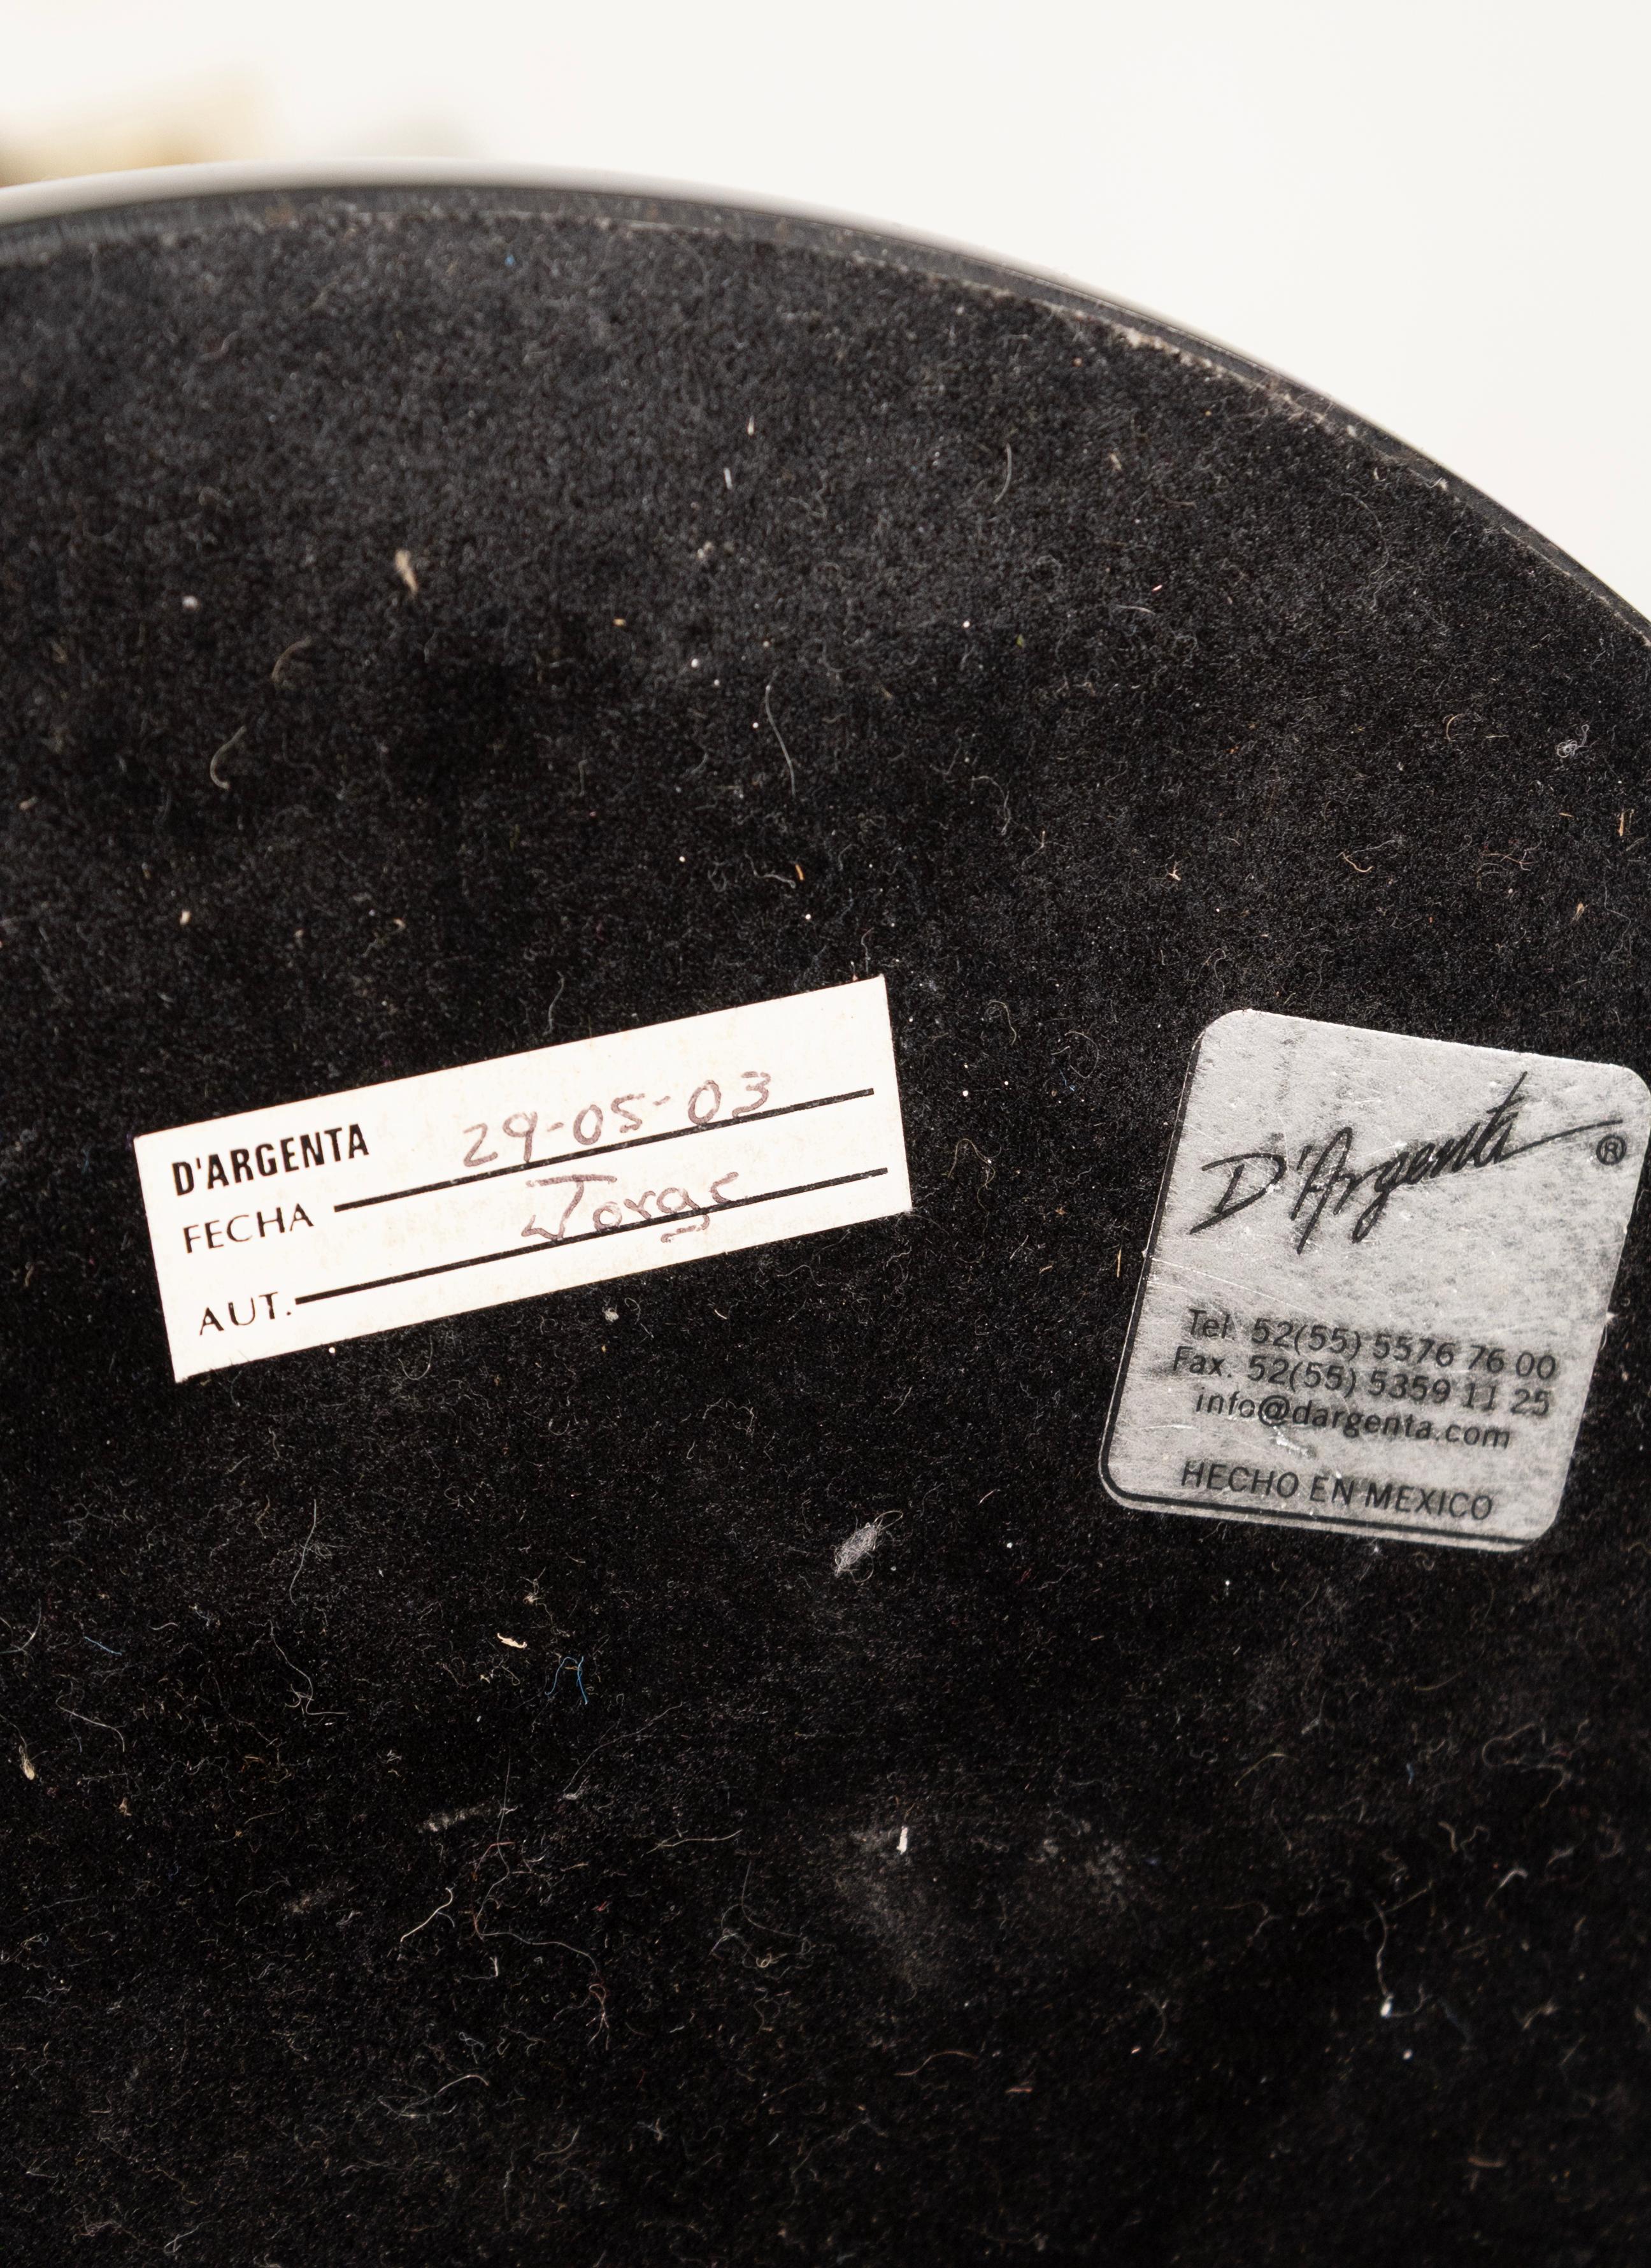 D'ARGENTA
FECHA 29-05-03
AUT. Jorge
D'Argenta ®
Tel. 52(55) 5576 76 00
Fax. 52(55) 5359 11 25
info@dargenta.com
HECHO EN MEXICO